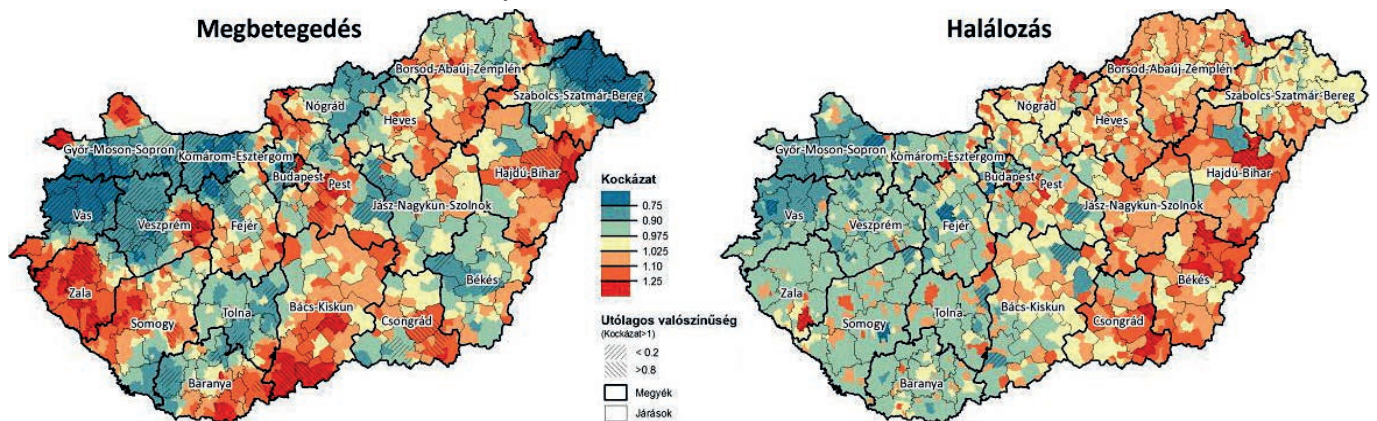 Megbetegedés
Borsod-Abaúj-Zemplén
Szabolcs-Szatmár-Bereg
Nógrád
Heves
Győr-Moson-Sopron
Komárom-Esztergom
Budapest
Pest
Hajdú-Bihar
Jász-Nagykun-Szolnok
Vas
Veszprém
Fejér
Békés
Zala
Tolna
Bács-Kiskun
Somogy
Csongrád
Baranya
Kockázat
0.75
0.90
0.975
1.025
1.10
1.25
Utólagos valószínűség
(Kockázat>1)
< 0.2
>0.8
Megyék
Járások
Halálozás
Borsod-Abaúj-Zemplén
Szabolcs-Szatmár-Bereg
Nógrád
Heves
Győr-Moson-Sopron
Komárom-Esztergom
Budapest
Pest
Hajdú-Bihar
Jász-Nagykun-Szolnok
Vas
Veszprém
Fejér
Békés
Zala
Tolna
Bács-Kiskun
Somogy
Csongrád
Baranya